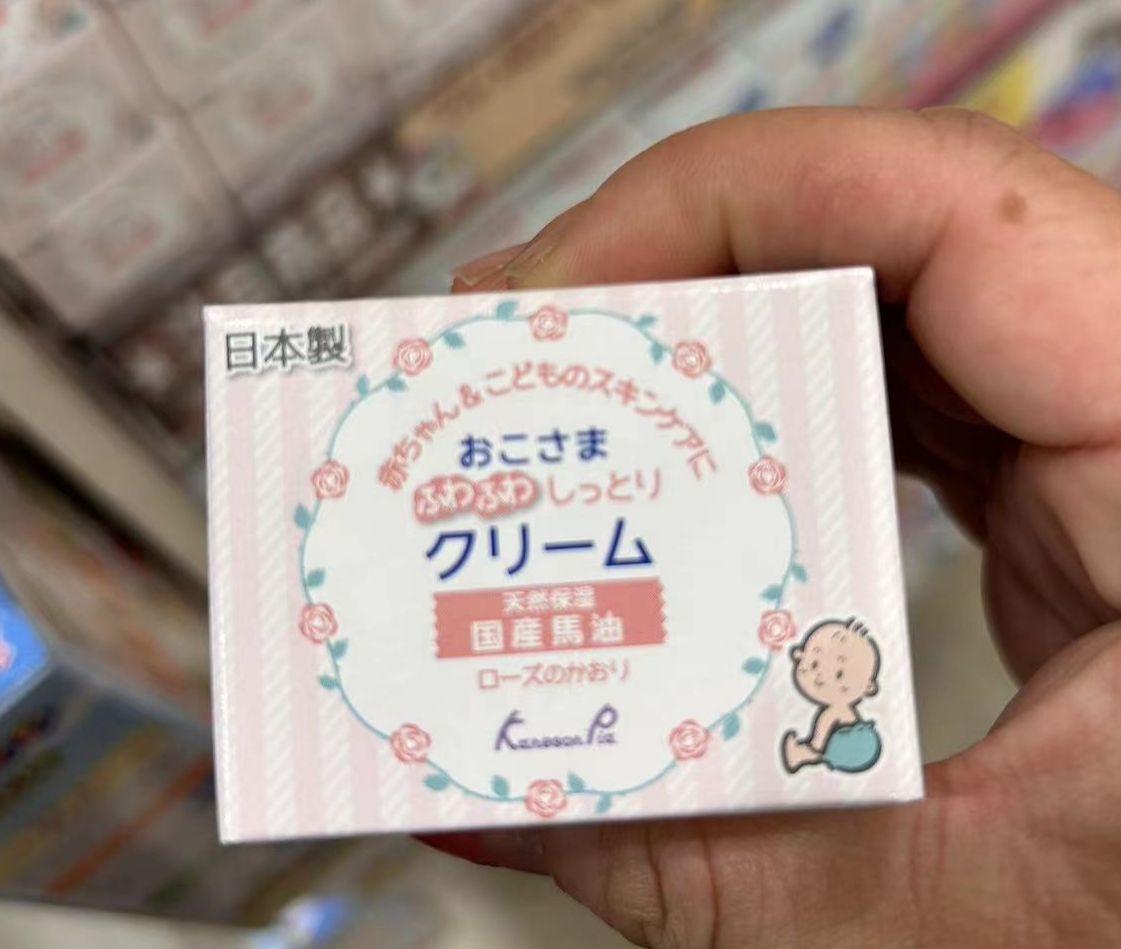 日本製
赤ちゃん&こどものスキンケアに
おこさま
ふわふわしっとり
クリーム
天然保湿
国産馬油
ローズのかおり
Kareson Pia